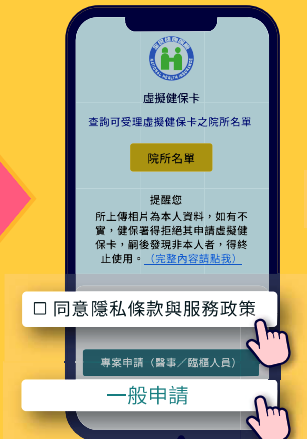 NATIONAL HEALTH INSURANCE
虛擬健保卡
查詢可受理虛擬健保卡之院所名單
院所名單
提醒您
所上傳相片為本人資料，如有不
實，健保署得拒絕其申請虛擬健
保卡，嗣後發現非本人者，得終
止使用。（完整內容請點我）
□ 同意隱私條款與服務政策
專案申請（醫事／臨櫃人員）
一般申請